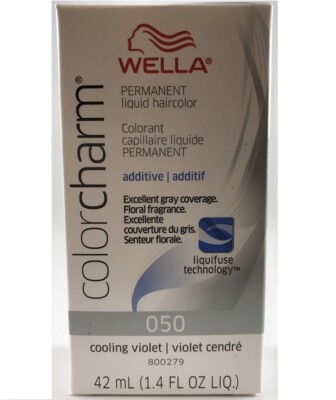 WELLA®
PERMANENT
liquid haircolor
Colorant
capillaire liquide
PERMANENT
additive | additif
Excellent gray coverage.
Floral fragrance.
Excellente
couverture du gris.
Senteur florale.
liquifuse
technology™
colorcharm®
050
cooling violet | violet cendré
800279
42 mL (1.4 FL OZ LIQ.)